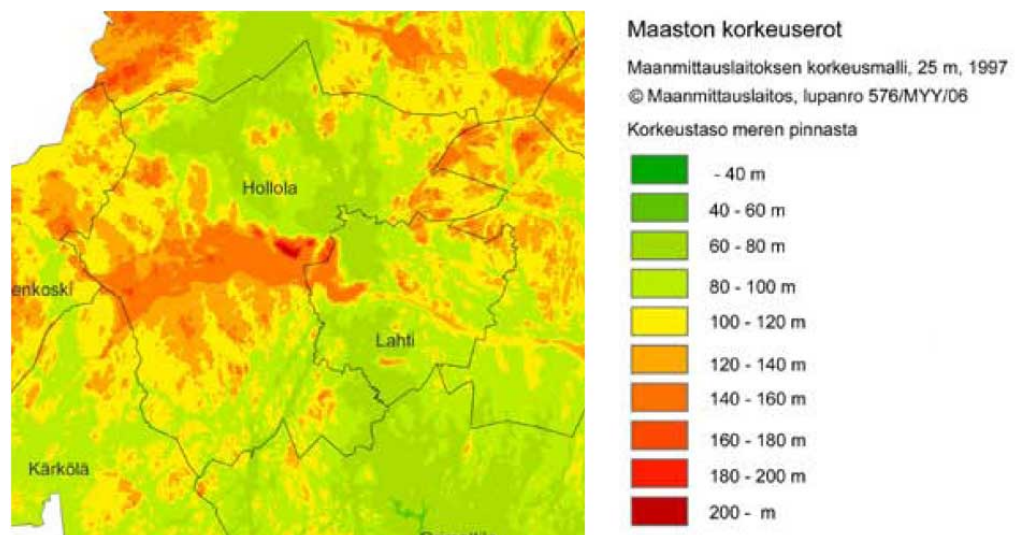 Hollola
enkoski
Lahti
Kärkölä
Maaston korkeuserot
Maanmittauslaitoksen korkeusmalli, 25 m, 1997
© Maanmittauslaitos, lupanro 576/MYY/06
Korkeustaso meren pinnasta
- 40 m
40 - 60 m
60 - 80 m
80 - 100 m
100 - 120 m
120 - 140 m
140 - 160 m
160 - 180 m
180 - 200 m
200 - m